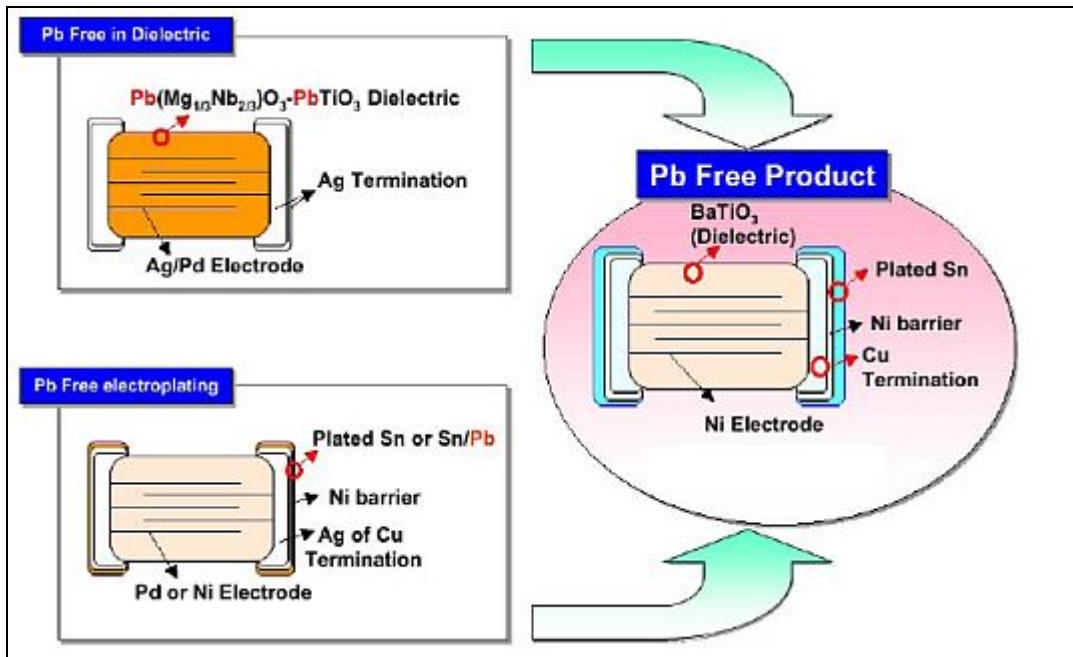 Pb Free in Dielectric
Pb(Mg1/3Nb2/3)O3-PbTiO3 Dielectric
Ag Termination
Ag/Pd Electrode
Pb Free electroplating
Plated Sn or Sn/Pb
Ni barrier
Ag of Cu
Termination
Pd or Ni Electrode
Pb Free Product
BaTiO3
(Dielectric)
Plated Sn
Ni barrier
Cu
Termination
Ni Electrode